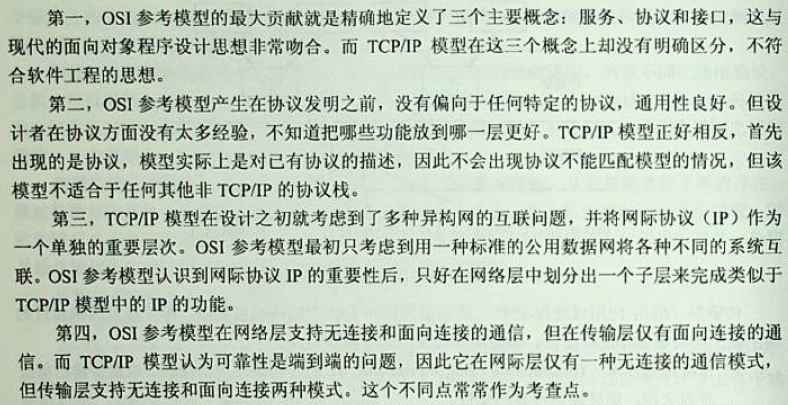 第一，OSI 参考模型的最大贡献就是精确地定义了三个主要概念：服务、协议和接口，这与
现代的面向对象程序设计思想非常吻合。而 TCP/IP 模型在这三个概念上却没有明确区分，不符
合软件工程的思想。
第二，OSI 参考模型产生在协议发明之前，没有偏向于任何特定的协议，通用性良好。但设
计者在协议方面没有太多经验，不知道把哪些功能放到哪一层更好。TCP/IP 模型正好相反，首先
出现的是协议，模型实际上是对已有协议的描述，因此不会出现协议不能匹配模型的情况，但该
模型不适合于任何其他非 TCP/IP 的协议栈。
第三，TCP/IP 模型在设计之初就考虑到了多种异构网的互联问题，并将网际协议（IP）作为
一个单独的重要层次。OSI 参考模型最初只考虑到用一种标准的公用数据网将各种不同的系统互
联。OSI 参考模型认识到网际协议 IP 的重要性后，只好在网络层中划分出一个子层来完成类似于
TCP/IP 模型中的 IP 的功能。
第四，OSI 参考模型在网络层支持无连接和面向连接的通信，但在传输层仅有面向连接的通
信。而 TCP/IP 模型认为可靠性是端到端的问题，因此它在网际层仅有一种无连接的通信模式，
但传输层支持无连接和面向连接两种模式。这个不同点常常作为考查点。